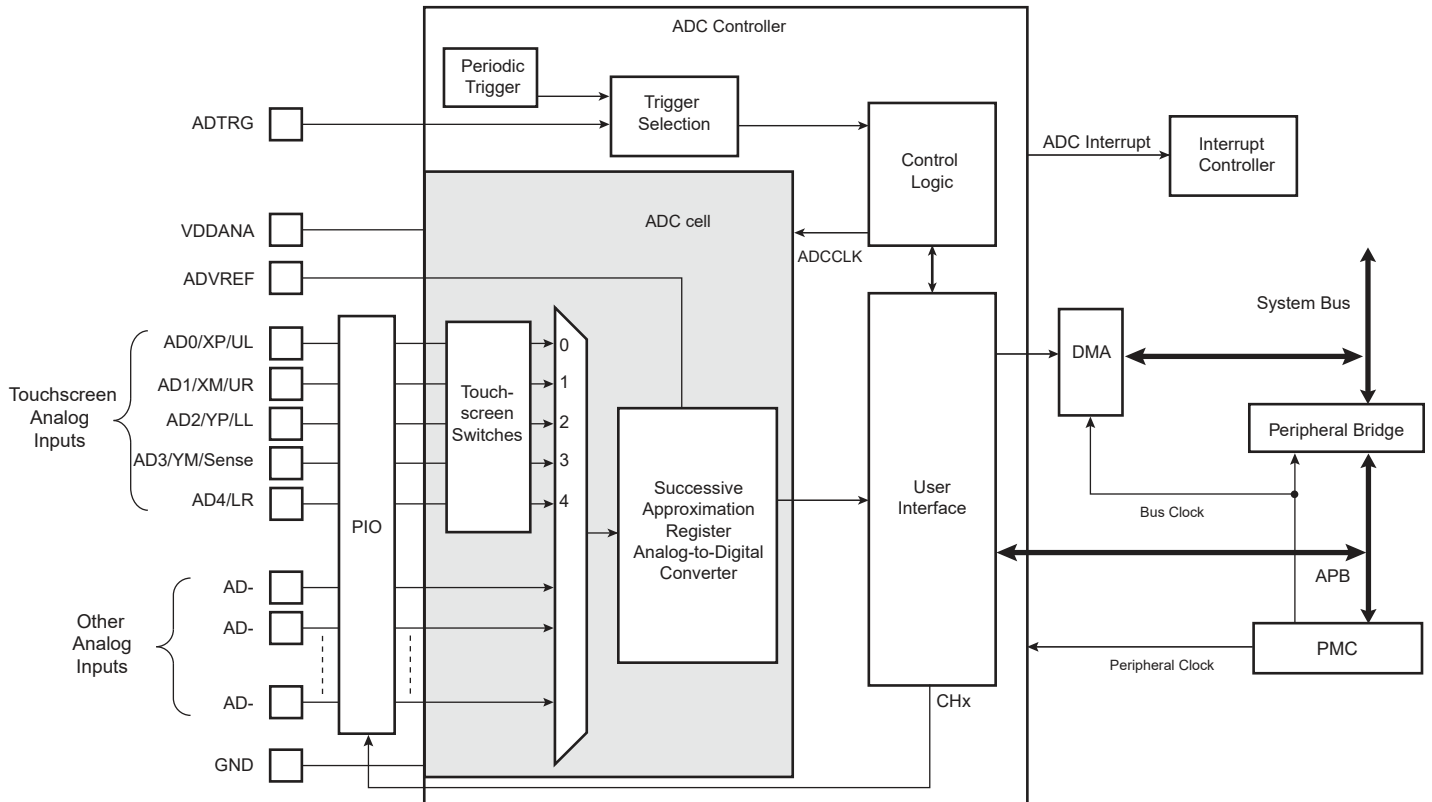 ADC Controller
Periodic
Trigger
Trigger
Selection
ADTRG
Control
Logic
ADC Interrupt
Interrupt
Controller
VDDANA
ADC cell
ADCCLK
ADVREF
System Bus
Touchscreen
Analog
Inputs
AD0/XP/UL
AD1/XM/UR
AD2/YP/LL
AD3/YM/Sense
AD4/LR
PIO
Touch-
screen
Switches
0
1
2
3
4
Successive
Approximation
Register
Analog-to-Digital
Converter
User
Interface
DMA
Peripheral Bridge
Bus Clock
APB
Other
Analog
Inputs
AD-
AD-
AD-
Peripheral Clock
PMC
CHx
GND